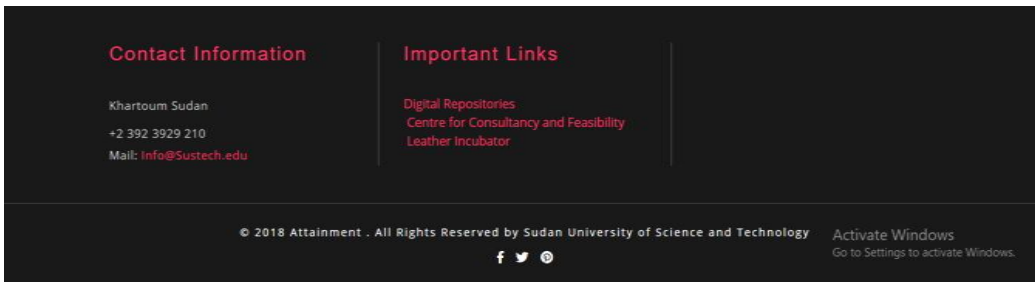 Contact Information
Khartoum Sudan
+2 392 3929 210
Mail: Info@Sustech.edu
Important Links
Digital Repositories
Centre for Consultancy and Feasibility
Leather Incubator
© 2018 Attainment . All Rights Reserved by Sudan University of Science and Technology
Activate Windows
Go to Settings to activate Windows.